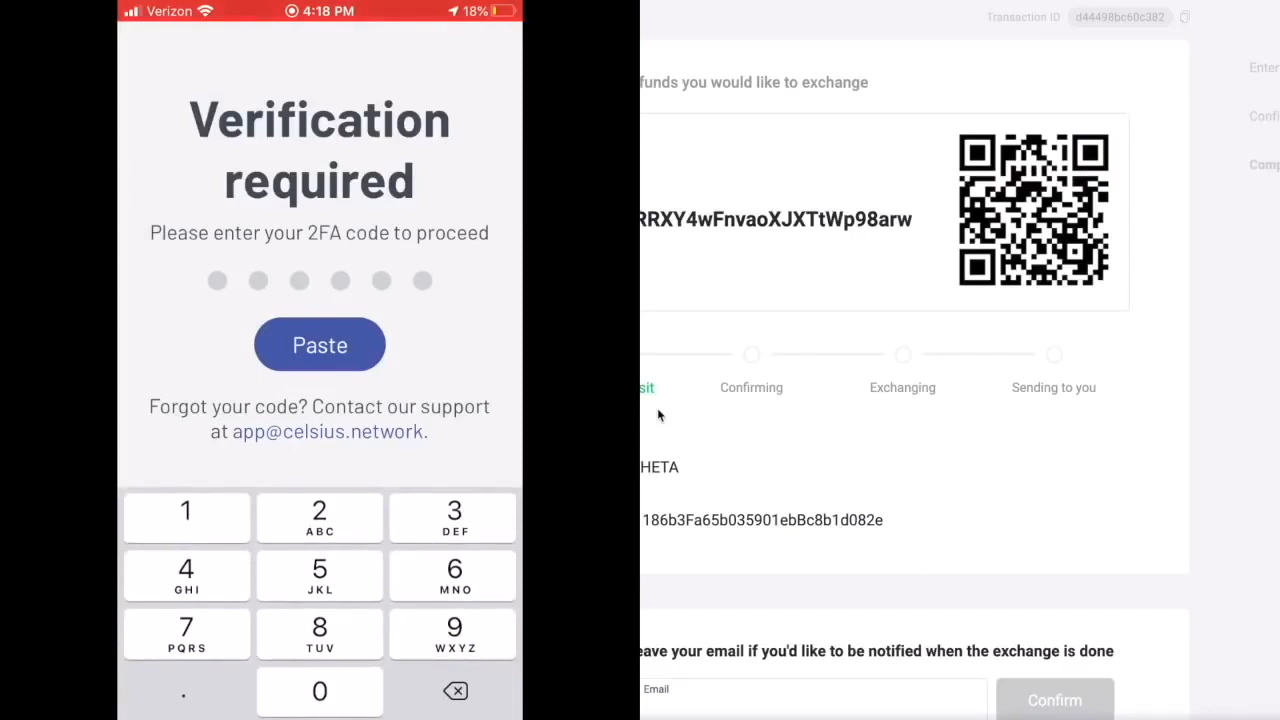 Verizon
4:18 PM
18%
Verification
required
Please enter your 2FA code to proceed
Paste
Forgot your code? Contact our support
at app@celsius.network.
1
2
ABC
3
DEF
4
GHI
5
JKL
6
MNO
7
PQRS
8
TUV
9
WXYZ
.
0
Transaction ID d44498bc60c382
funds you would like to exchange
RRXY4wFnvaoXJXTtWp98arw
sit
Confirming
Exchanging
Sending to you
HETA
186b3Fa65b035901ebBc8b1d082e
eave your email if you'd like to be notified when the exchange is done
Email
Confirm
Enter
Confi
Comp